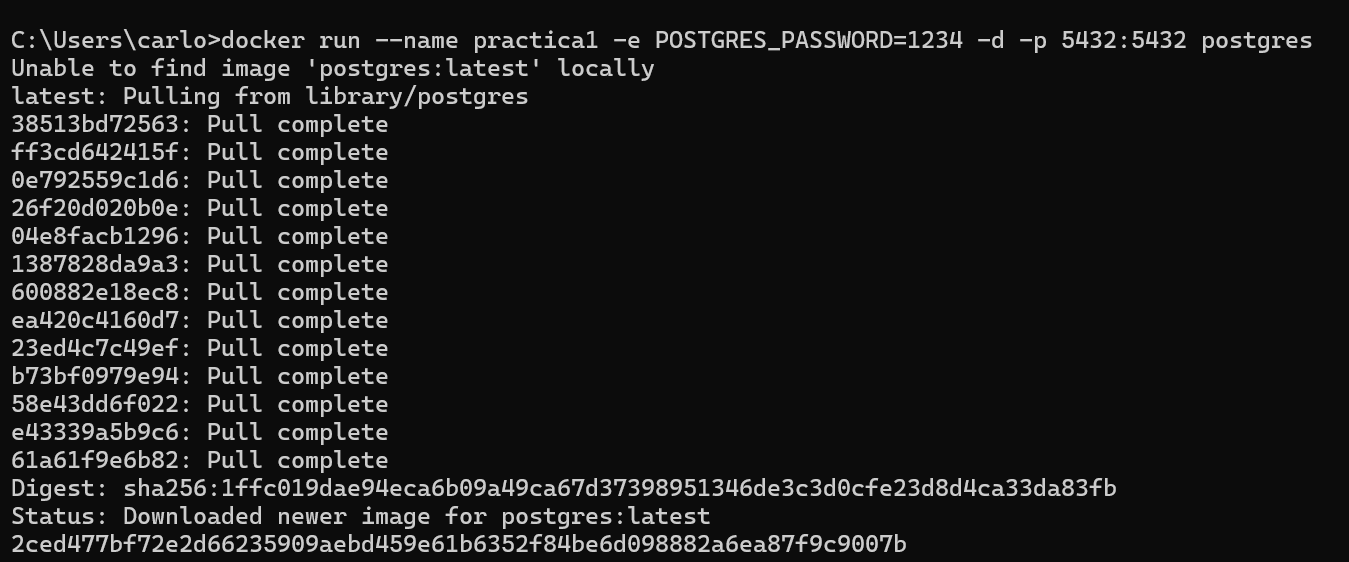 C:\Users\carlo>docker run --name practica1 -e POSTGRES_PASSWORD=1234 -d -p 5432:5432 postgres
Unable to find image 'postgres:latest' locally
latest: Pulling from library/postgres
38513bd72563: Pull complete
ff3cd642415f: Pull complete
0e792559c1d6: Pull complete
26f20d020b0e: Pull complete
04e8facb1296: Pull complete
1387828da9a3: Pull complete
600882e18ec8: Pull complete
ea420c4160d7: Pull complete
23ed4c7c49ef: Pull complete
b73bf0979e94: Pull complete
58e43dd6f022: Pull complete
e43339a5b9c6: Pull complete
61a61f9e6b82: Pull complete
Digest: sha256:1ffc019dae94eca6b09a49ca67d37398951346de3c3d0cfe23d8d4ca33da83fb
Status: Downloaded newer image for postgres:latest
2ced477bf72e2d66235909aebd459e61b6352f84be6d098882a6ea87f9c9007b